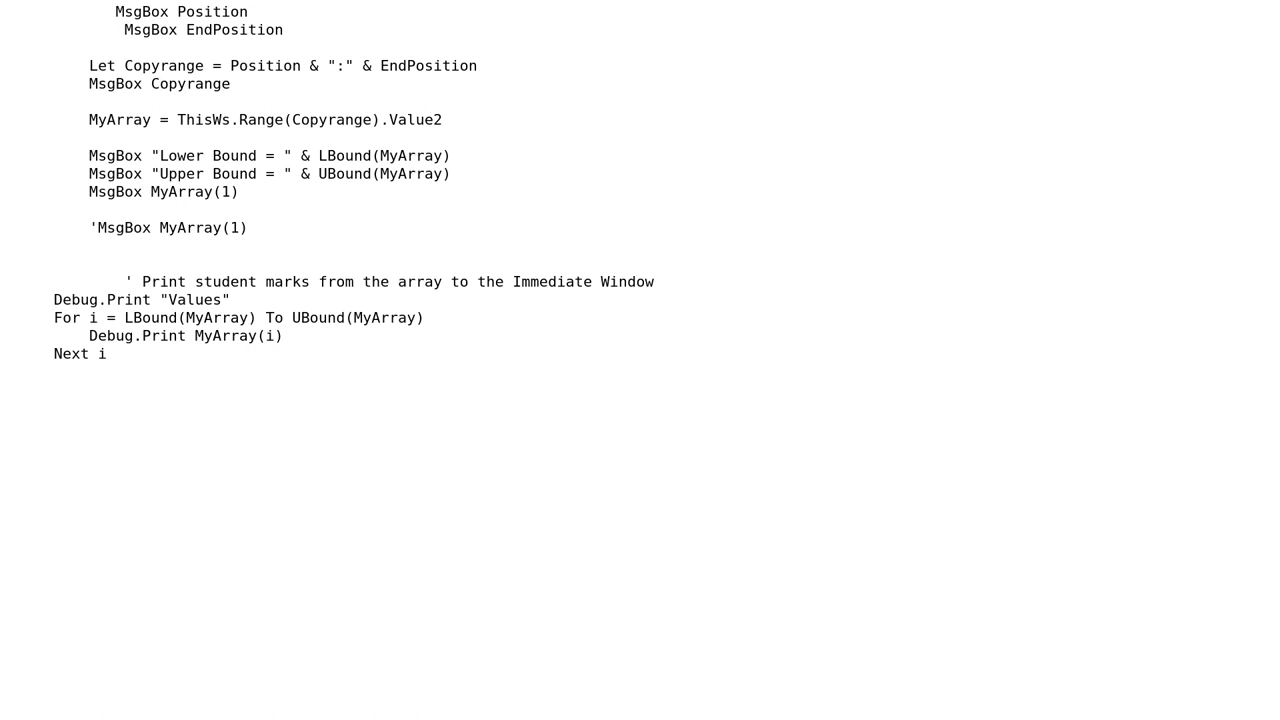 MsgBox Position
MsgBox EndPosition
Let Copyrange = Position & ":" & EndPosition
MsgBox Copyrange
MyArray = ThisWs.Range(Copyrange).Value2
MsgBox "Lower Bound = " & LBound(MyArray)
MsgBox "Upper Bound = " & UBound(MyArray)
MsgBox MyArray(1)
'MsgBox MyArray(1)
' Print student marks from the array to the Immediate Window
Debug.Print "Values"
For i = LBound(MyArray) To UBound(MyArray)
Debug.Print MyArray(i)
Next i